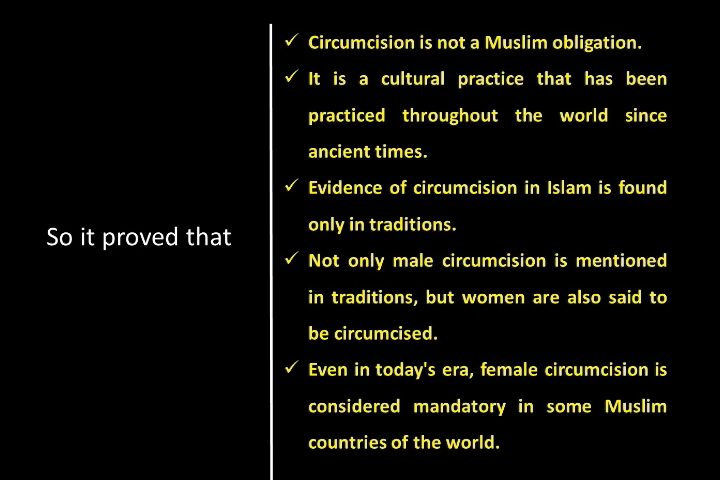 So it proved that
✓ Circumcision is not a Muslim obligation.
✓ It is a cultural practice that has been
practiced throughout the world since
ancient times.
✓ Evidence of circumcision in Islam is found
only in traditions.
✓ Not only male circumcision is mentioned
in traditions, but women are also said to
be circumcised.
✓ Even in today's era, female circumcision is
considered mandatory in some Muslim
countries of the world.